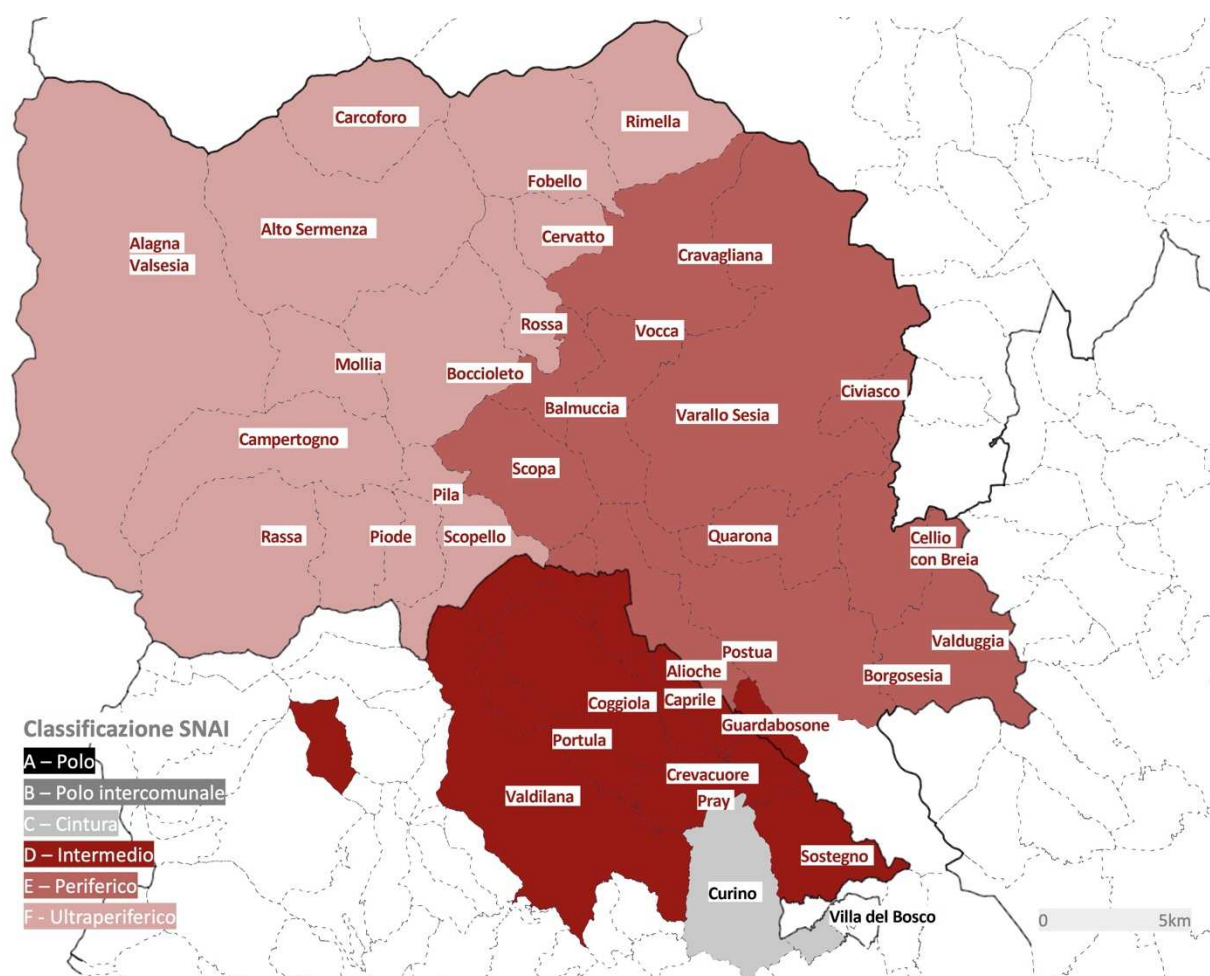 Carcoforo
Rimella
Fobello
Alto Sermenza
Cervatto
Alagna
Valsesia
Cravagliana
Rossa
Vocca
Mollia
Boccioleto
Civiasco
Balmuccia
Varallo Sesia
Campertogno
Scopa
Pila
Rassa
Piode
Scopello
Quarona
Cellio
con Breia
Valduggia
Postua
Alioche
Borgosesia
Coggiola
Caprile
Guardabosone
Portula
Crevacuore
Valdilana
Pray
Sostegno
Curino
Villa del Bosco
Classificazione SNAI
A – Polo
B – Polo intercomunale
C – Cintura
D – Intermedio
E – Periferico
F - Ultraperiferico
0 5km